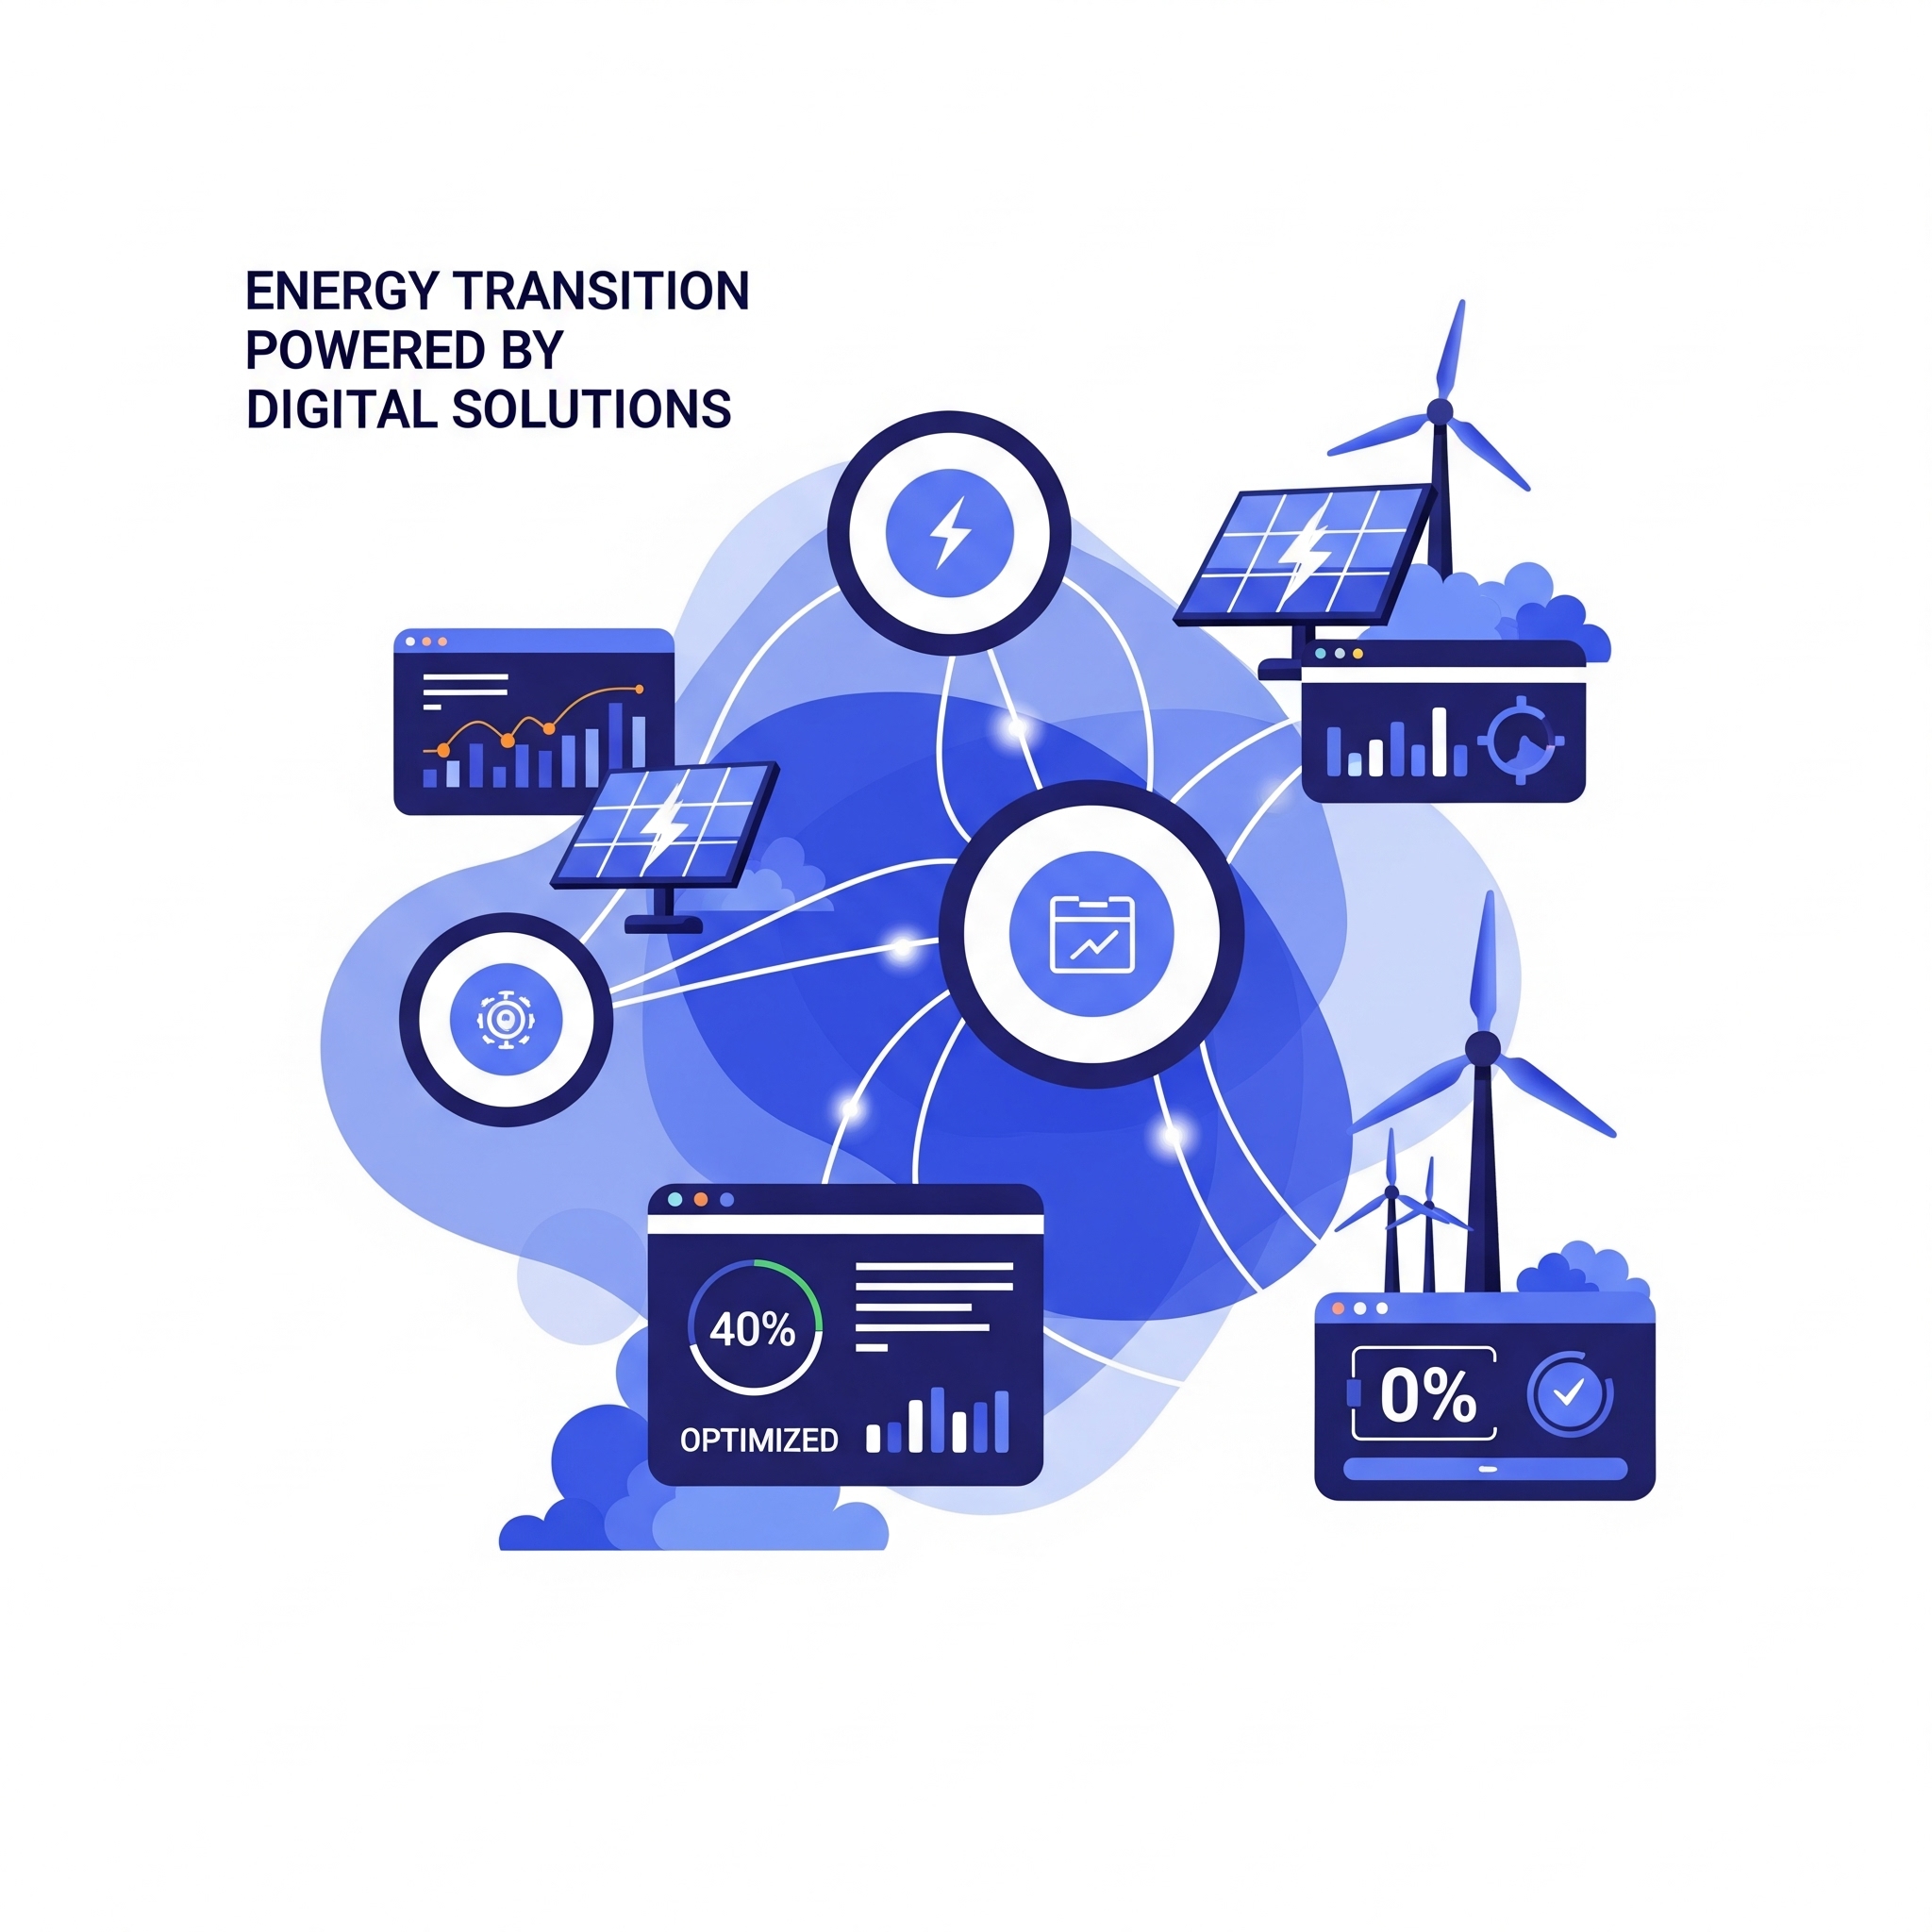 ENERGY TRANSITION
POWERED BY
DIGITAL SOLUTIONS
40%
OPTIMIZED
0%